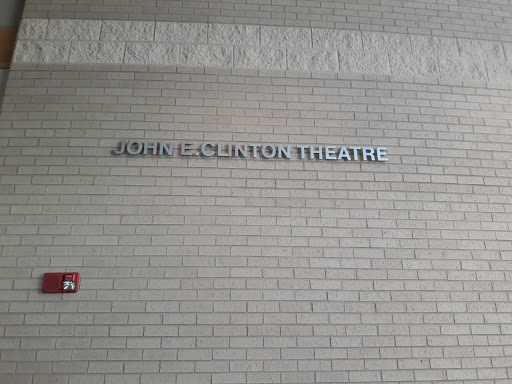 JOHN E. CLINTON THEATRE